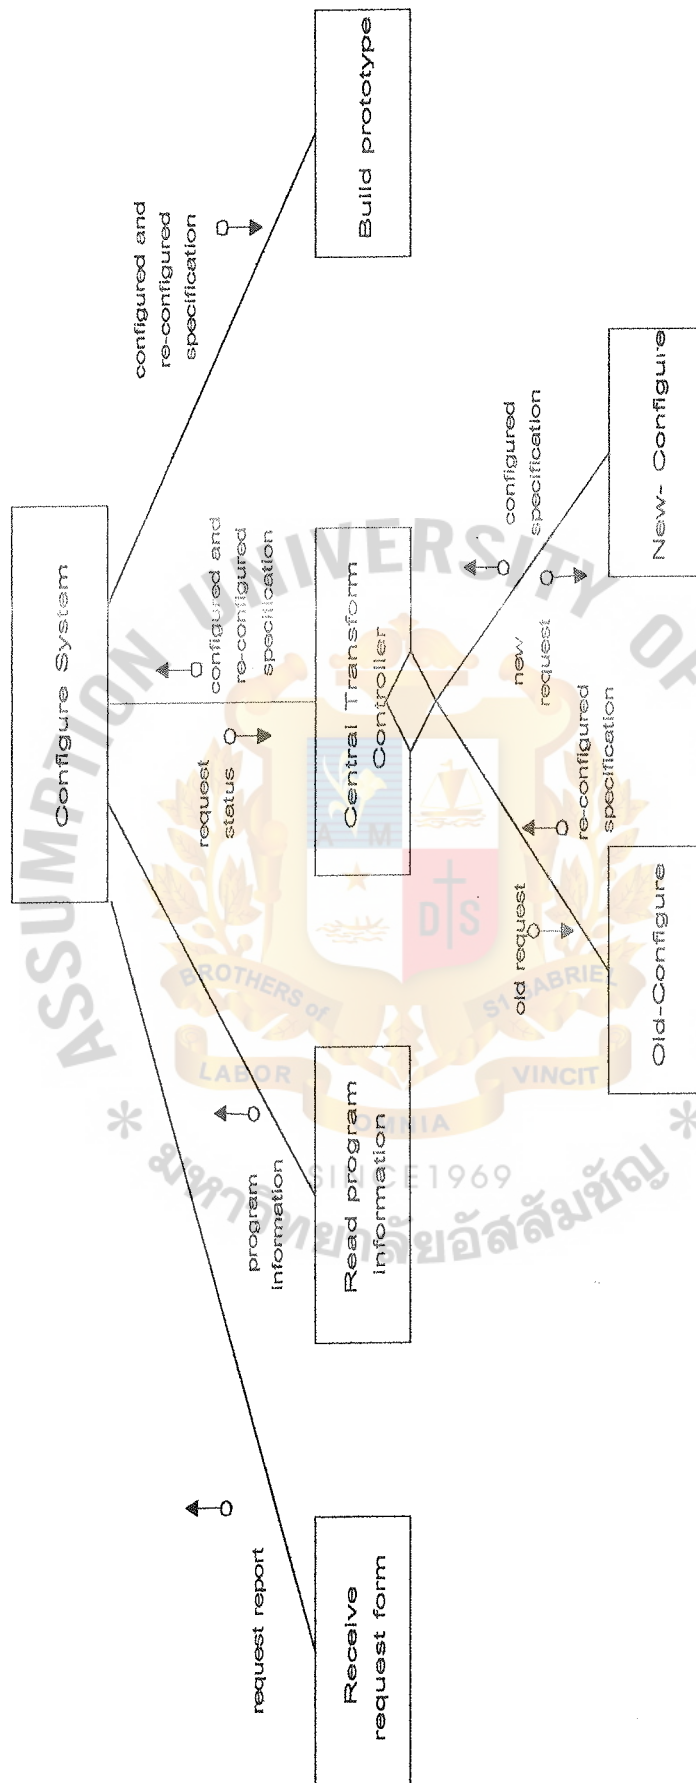 Configure System
request report
program
information
request
status
configured and
re-configured
specification
configured and
re-configured
specification
Receive
request form
Read program
information
Central Transform
Controller
Build prototype
old request
re-configured
specification
new
request
configured
specification
Old-Configure
New- Configure
ASSUMPTION UNIVERSITY OF
A M
D S
BROTHERS of
ST GABRIEL
LABOR
OMNIA
VINCIT
SINCE1969